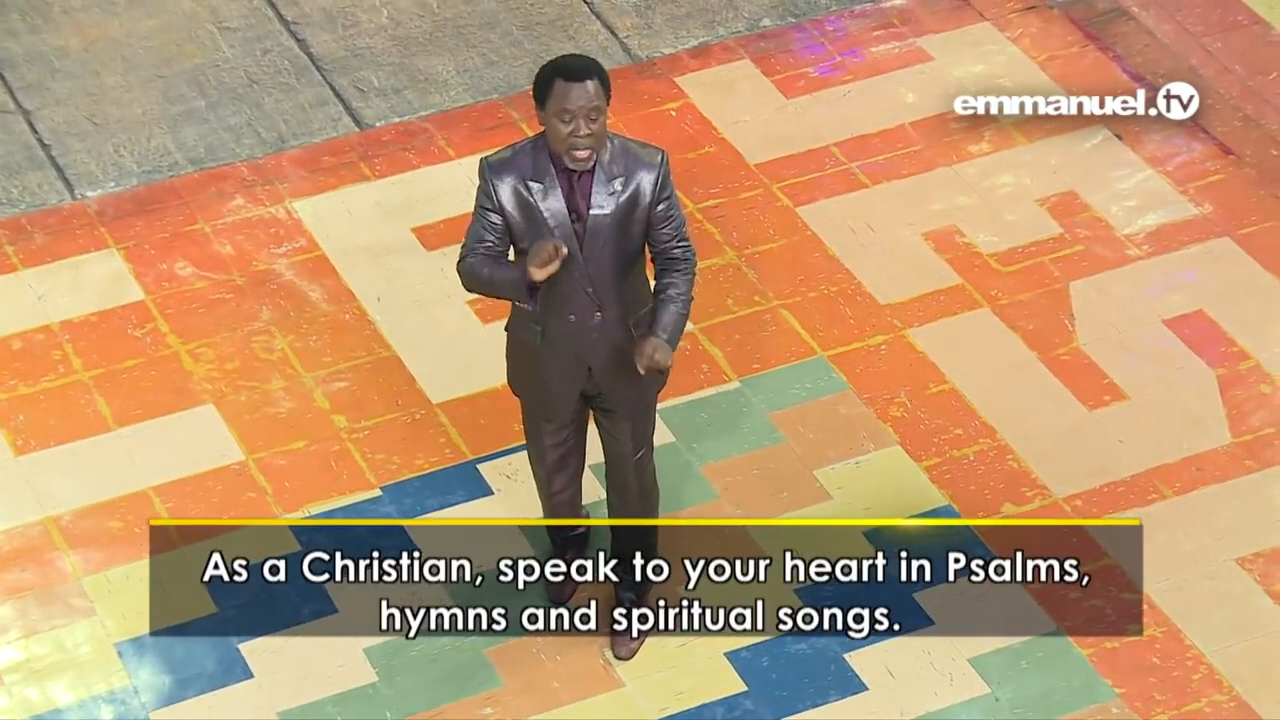 emmanuel.tv
As a Christian, speak to your heart in Psalms,
hymns and spiritual songs.